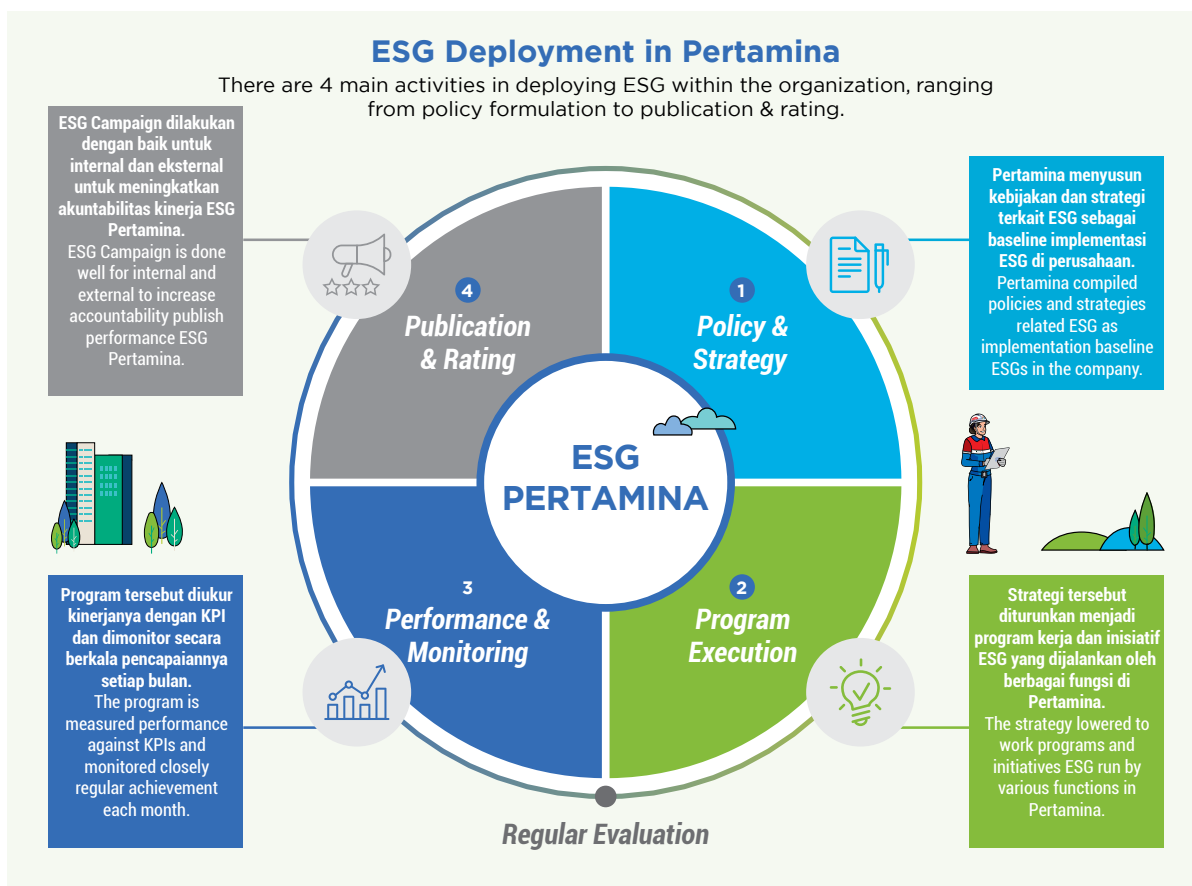 ESG Deployment in Pertamina
There are 4 main activities in deploying ESG within the organization, ranging
from policy formulation to publication & rating.
ESG Campaign dilakukan
dengan baik untuk
internal dan eksternal
untuk meningkatkan
akuntabilitas kinerja ESG
Pertamina.
ESG Campaign is done
well for internal and
external to increase
accountability publish
performance ESG
Pertamina.
Pertamina menyusun
kebijakan dan strategi
terkait ESG sebagai
baseline implementasi
ESG di perusahaan.
Pertamina compiled
policies and strategies
related ESG as
implementation baseline
ESGs in the company.
4
Publication
& Rating
1
Policy &
Strategy
ESG
PERTAMINA
3
Performance &
Monitoring
2
Program
Execution
Program tersebut diukur
kinerjanya dengan KPI
dan dimonitor secara
berkala pencapaiannya
setiap bulan.
The program is
measured performance
against KPIs and
monitored closely
regular achievement
each month.
Strategi tersebut
diturunkan menjadi
program kerja dan inisiatif
ESG yang dijalankan oleh
berbagai fungsi di
Pertamina.
The strategy lowered to
work programs and
initiatives ESG run by
various functions in
Pertamina.
Regular Evaluation